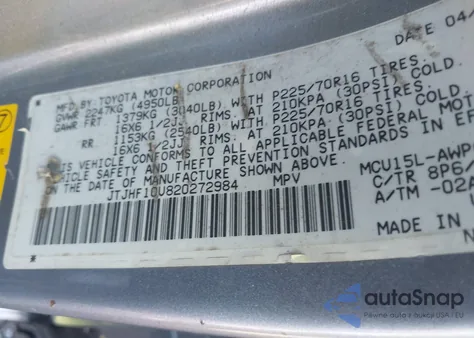 DATE 04/
MFD.BY:TOYOTA MOTOR CORPORATION
GVWR 2247KG (4950LB)
GAWR FRT. 1379KG (3040LB) WITH P225/70R16 TIRES.
16X6 1/2JJ RIMS. AT 210KPA (30PSI) COLD.
RR. 1153KG (2540LB) WITH P225/70R16 TIRES.
16X6 1/2JJ RIMS. AT 210KPA (30PSI) COLD.
THIS VEHICLE CONFORMS TO ALL APPLICABLE FEDERAL MOTO
VEHICLE SAFETY, THEFT PREVENTION STANDARDS IN EFFECT ON
THE DATE OF MANUFACTURE SHOWN ABOVE.
JTJHF10U820272984 MPV
MCU15L-AWP
C/TR 8P6/
A/TM -02A
MADE IN
7
autoSnap